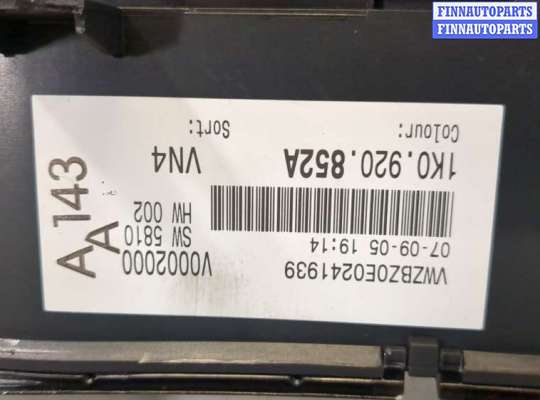 FINNAUTOPARTS
FINNAUTOPARTS
VWZBZ0E0241939
V0002000
07-09-05 19:14
SW 5810
HW 002
1K0.920.852A
VN4
Colour:
Sort:
AA 143
A